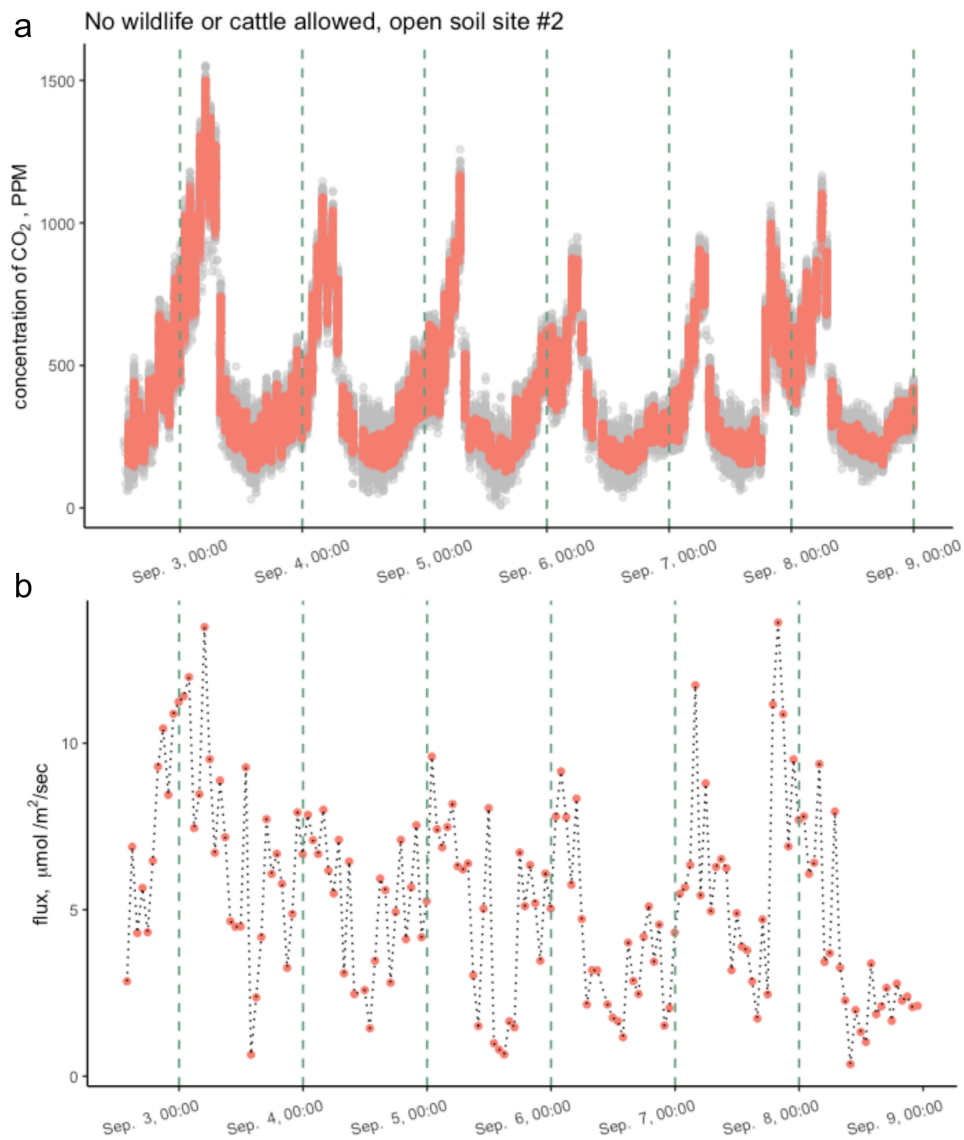 a
No wildlife or cattle allowed, open soil site #2
1500
1000
500
0
concentration of CO₂ , PPM
Sep. 3, 00:00
Sep. 4, 00:00
Sep. 5, 00:00
Sep. 6, 00:00
Sep. 7, 00:00
Sep. 8, 00:00
Sep. 9, 00:00
b
10
5
0
flux, µmol /m²/sec
Sep. 3, 00:00
Sep. 4, 00:00
Sep. 5, 00:00
Sep. 6, 00:00
Sep. 7, 00:00
Sep. 8, 00:00
Sep. 9, 00:00